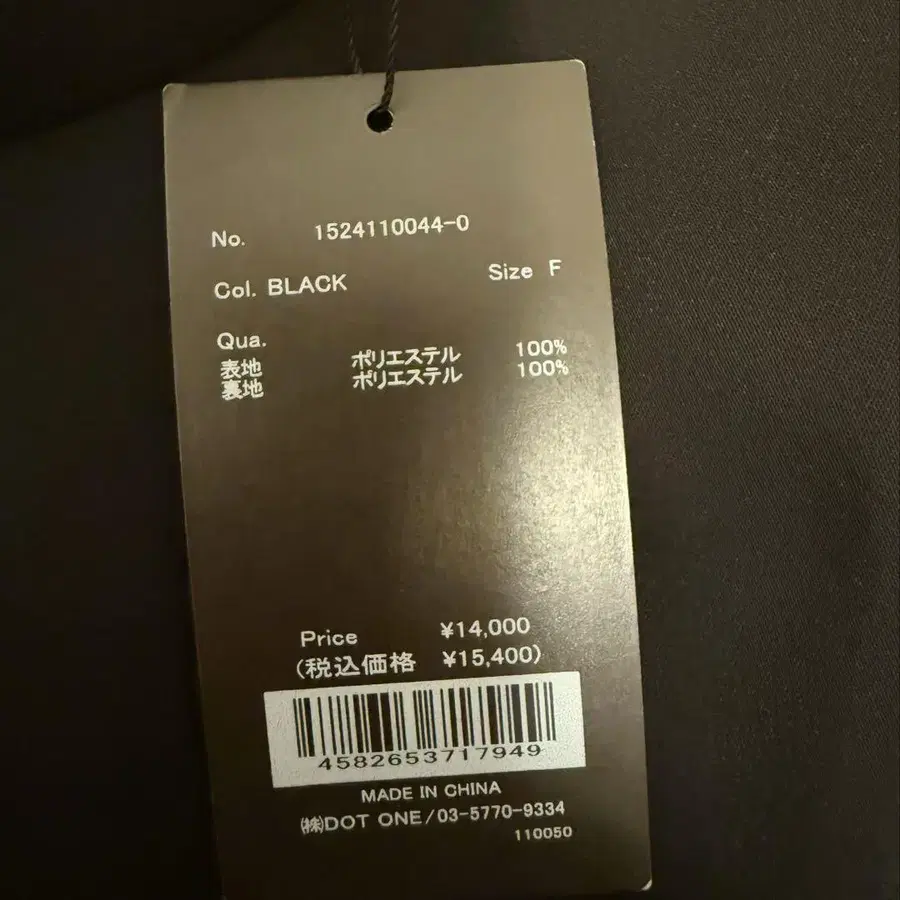 No. 1524110044-0
Col. BLACK Size F
Qua.
表地 ポリエステル 100%
裏地 ポリエステル 100%
Price ¥14,000
(税込価格 ¥15,400)
4582653717949
MADE IN CHINA
㈱DOT ONE/03-5770-9334
110050